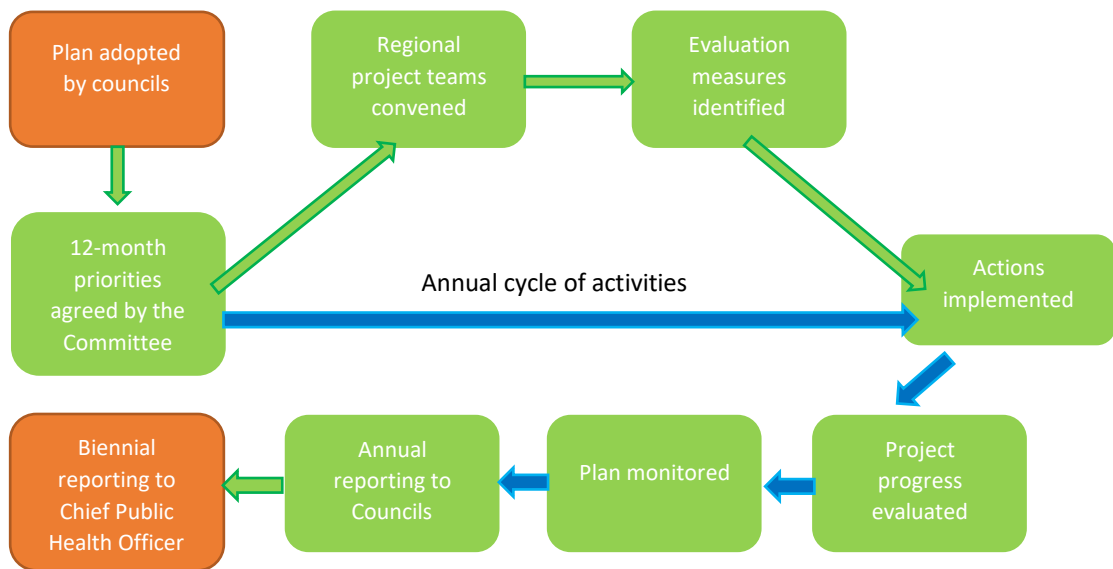 Plan adopted
by councils
Regional
project teams
convened
Evaluation
measures
identified
12-month
priorities
agreed by the
Committee
Annual cycle of activities
Actions
implemented
Biennial
reporting to
Chief Public
Health Officer
Annual
reporting to
Councils
Plan monitored
Project
progress
evaluated